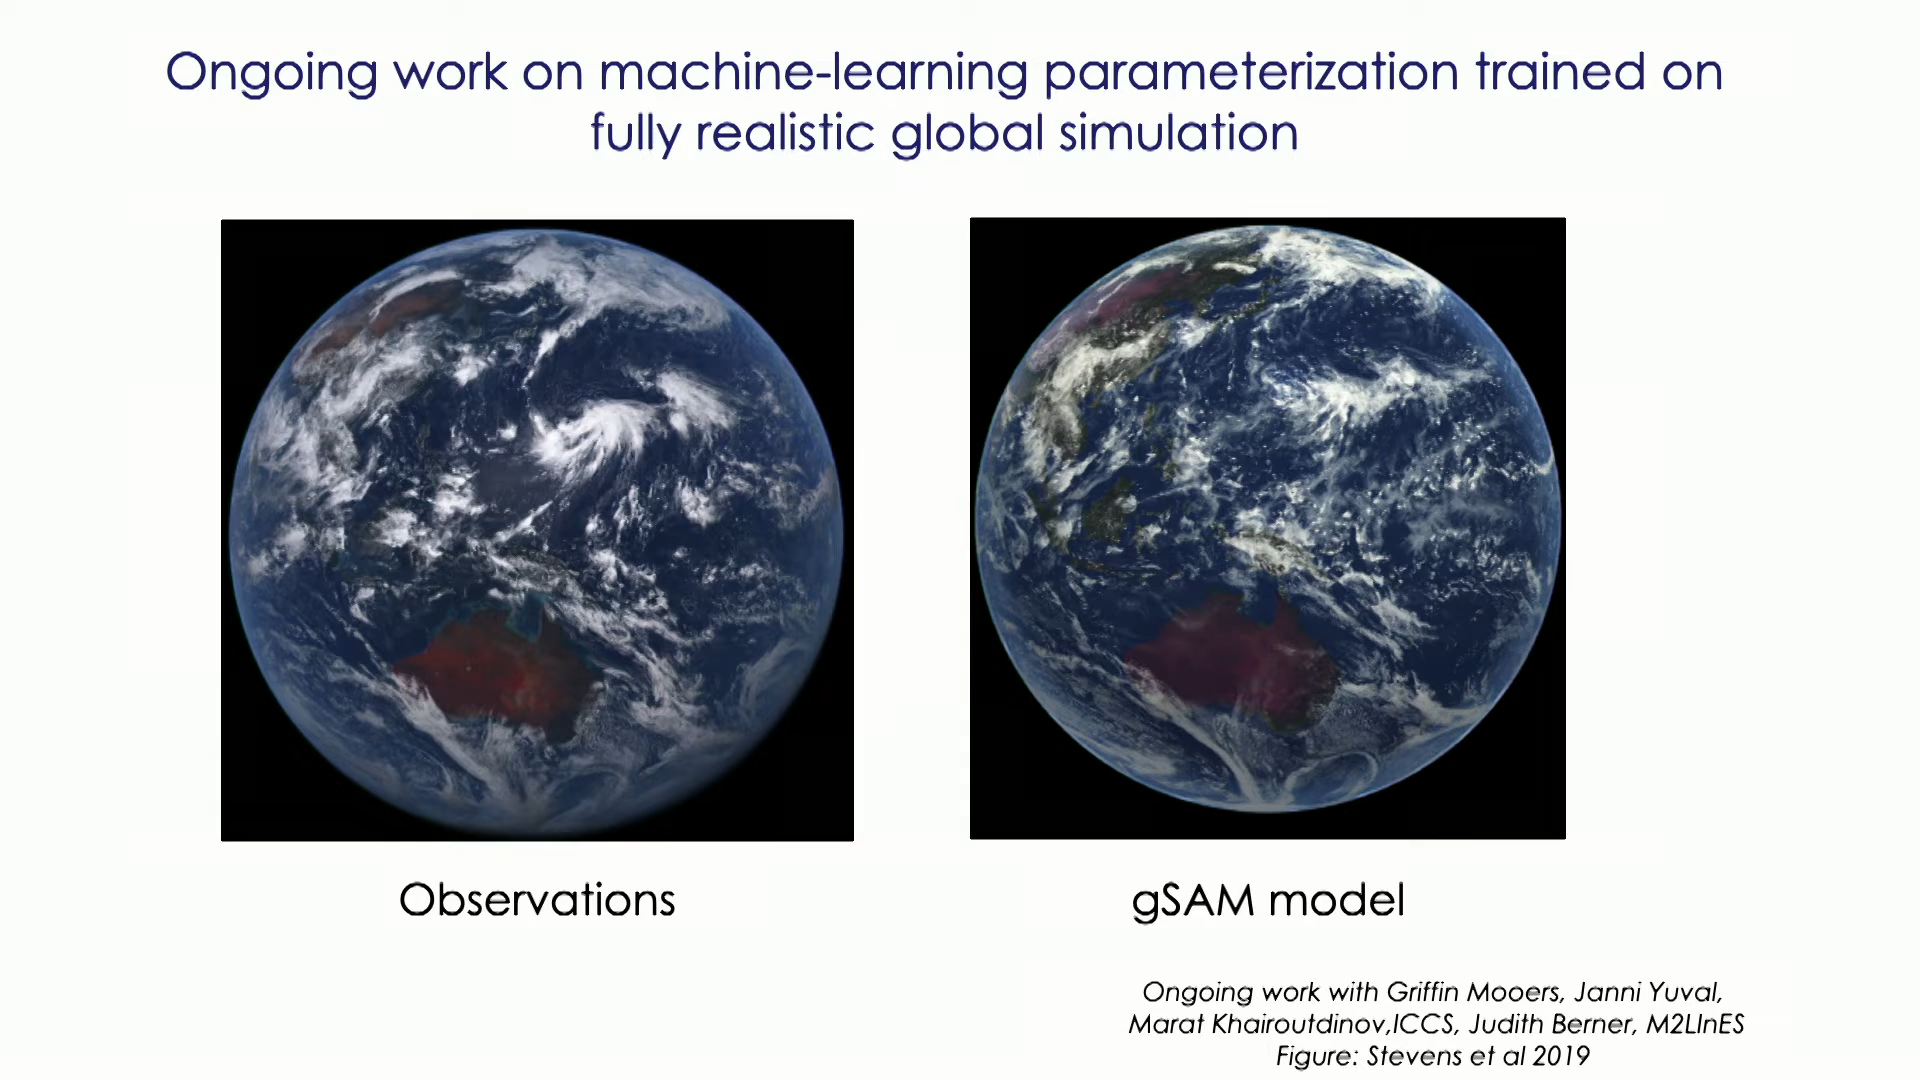 Ongoing work on machine-learning parameterization trained on
fully realistic global simulation
Observations
gSAM model
Ongoing work with Griffin Mooers, Janni Yuval,
Marat Khairoutdinov,ICCS, Judith Berner, M2LInES
Figure: Stevens et al 2019